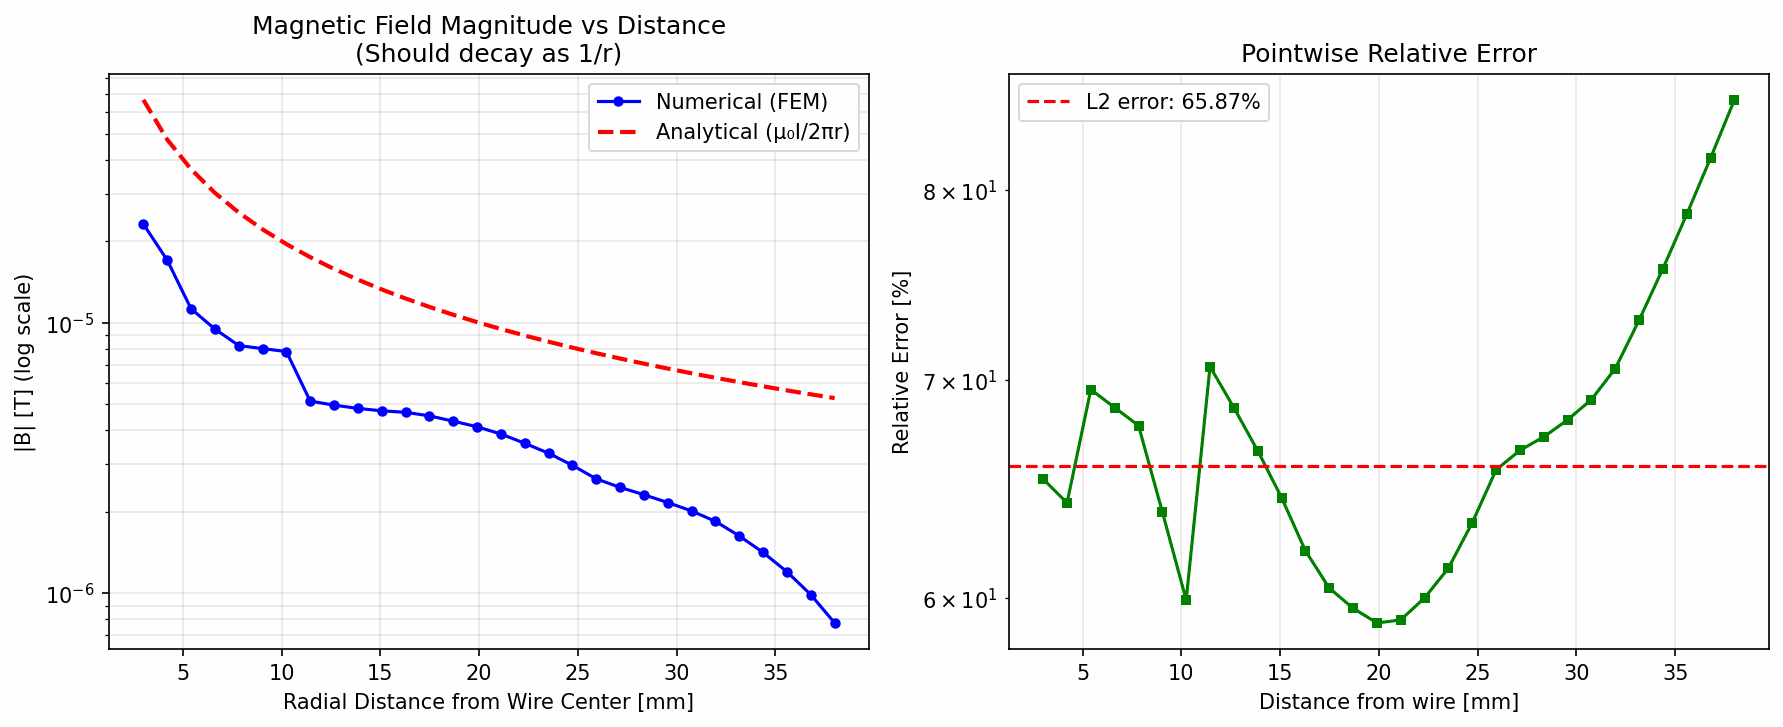 Magnetic Field Magnitude vs Distance
(Should decay as 1/r)
Numerical (FEM)
Analytical (μ₀I/2πr)
|B| [T] (log scale)
10⁻⁵
10⁻⁶
5 10 15 20 25 30 35
Radial Distance from Wire Center [mm]
Pointwise Relative Error
L2 error: 65.87%
Relative Error [%]
8 × 10¹
7 × 10¹
6 × 10¹
5 10 15 20 25 30 35
Distance from wire [mm]